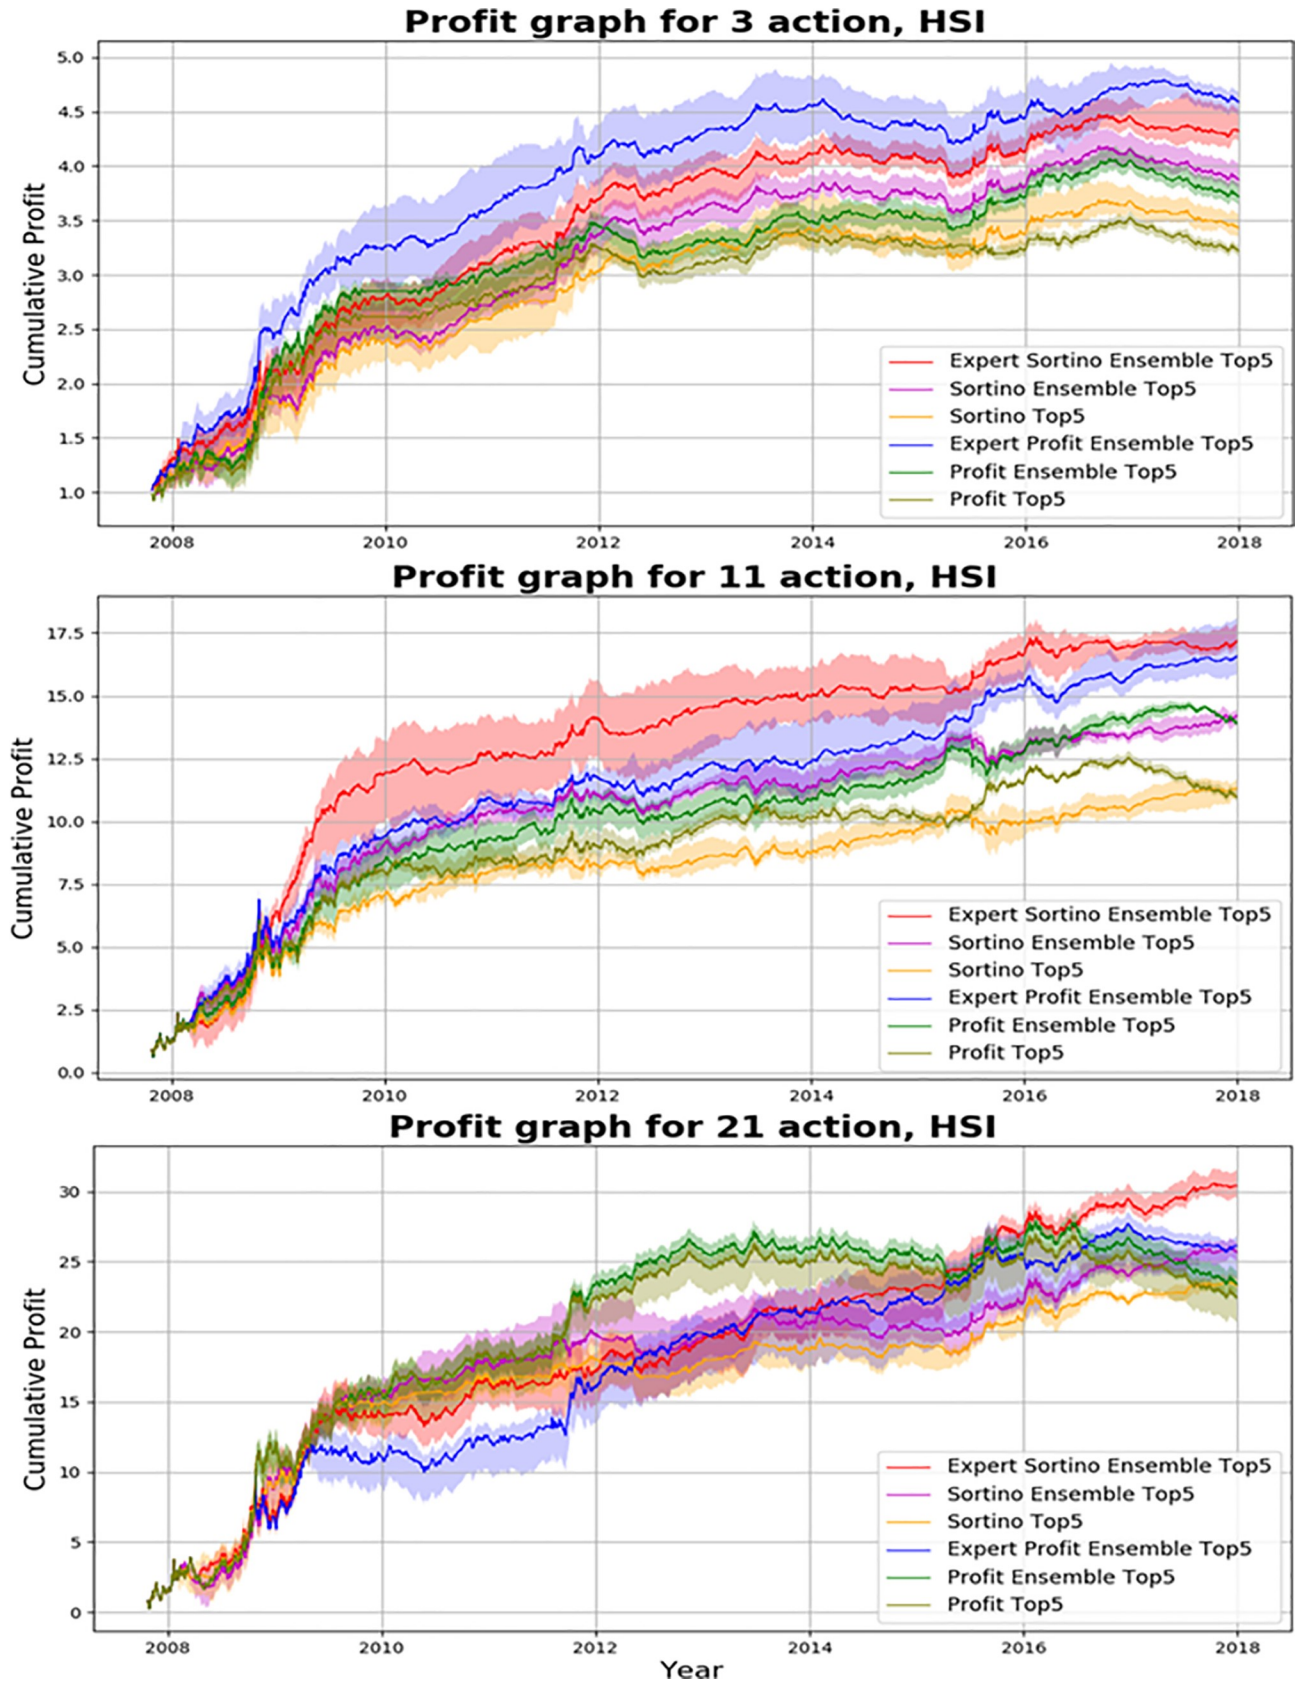 Profit graph for 3 action, HSI
Cumulative Profit
5.0
4.5
4.0
3.5
3.0
2.5
2.0
1.5
1.0
Expert Sortino Ensemble Top5
Sortino Ensemble Top5
Sortino Top5
Expert Profit Ensemble Top5
Profit Ensemble Top5
Profit Top5
2008 2010 2012 2014 2016 2018
Profit graph for 11 action, HSI
Cumulative Profit
17.5
15.0
12.5
10.0
7.5
5.0
2.5
0.0
Expert Sortino Ensemble Top5
Sortino Ensemble Top5
Sortino Top5
Expert Profit Ensemble Top5
Profit Ensemble Top5
Profit Top5
2008 2010 2012 2014 2016 2018
Profit graph for 21 action, HSI
Cumulative Profit
30
25
20
15
10
5
0
Expert Sortino Ensemble Top5
Sortino Ensemble Top5
Sortino Top5
Expert Profit Ensemble Top5
Profit Ensemble Top5
Profit Top5
2008 2010 2012 2014 2016 2018
Year